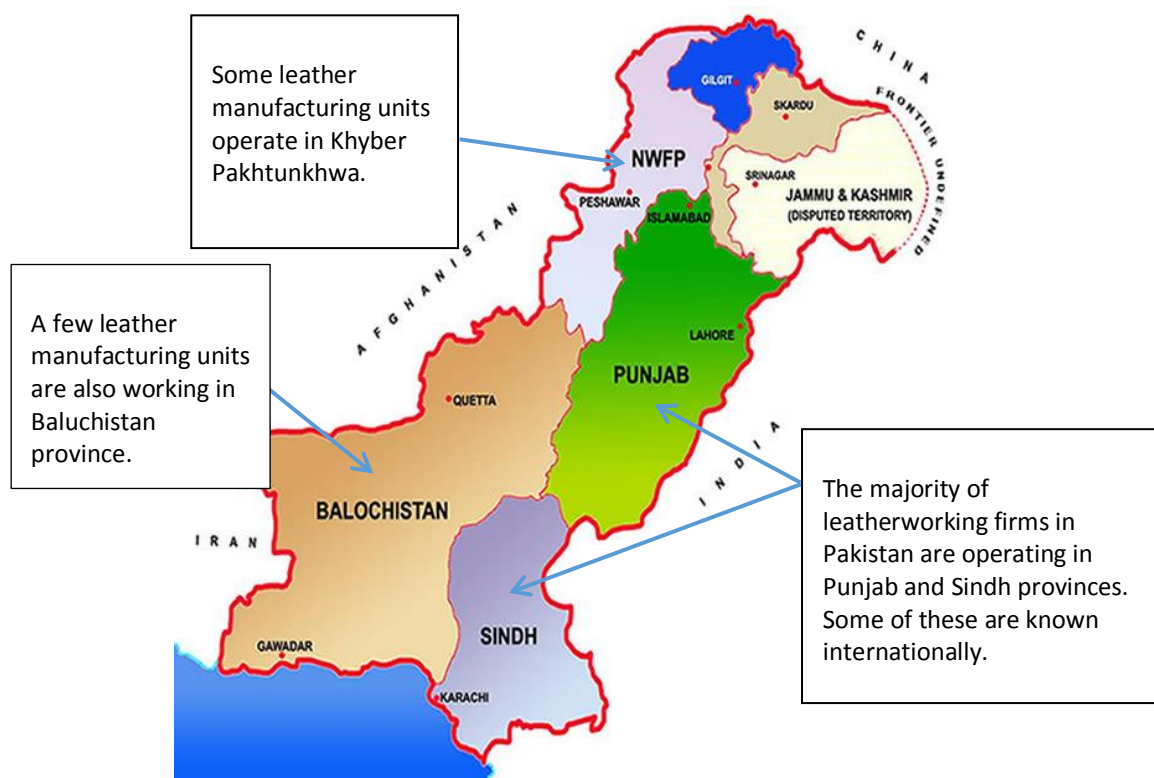 Some leather
manufacturing units
operate in Khyber
Pakhtunkhwa.
CHINA
FRONTIER UNDEFINED
GILGIT
SKARDU
NWFP
SRINAGAR
JAMMU & KASHMIR
(DISPUTED TERRITORY)
PESHAWAR
ISLAMABAD
AFGHANISTAN
A few leather
manufacturing units
are also working in
Baluchistan
province.
LAHORE
PUNJAB
QUETTA
INDIA
The majority of
leatherworking firms in
Pakistan are operating in
Punjab and Sindh provinces.
Some of these are known
internationally.
BALOCHISTAN
IRAN
SINDH
GAWADAR
KARACHI